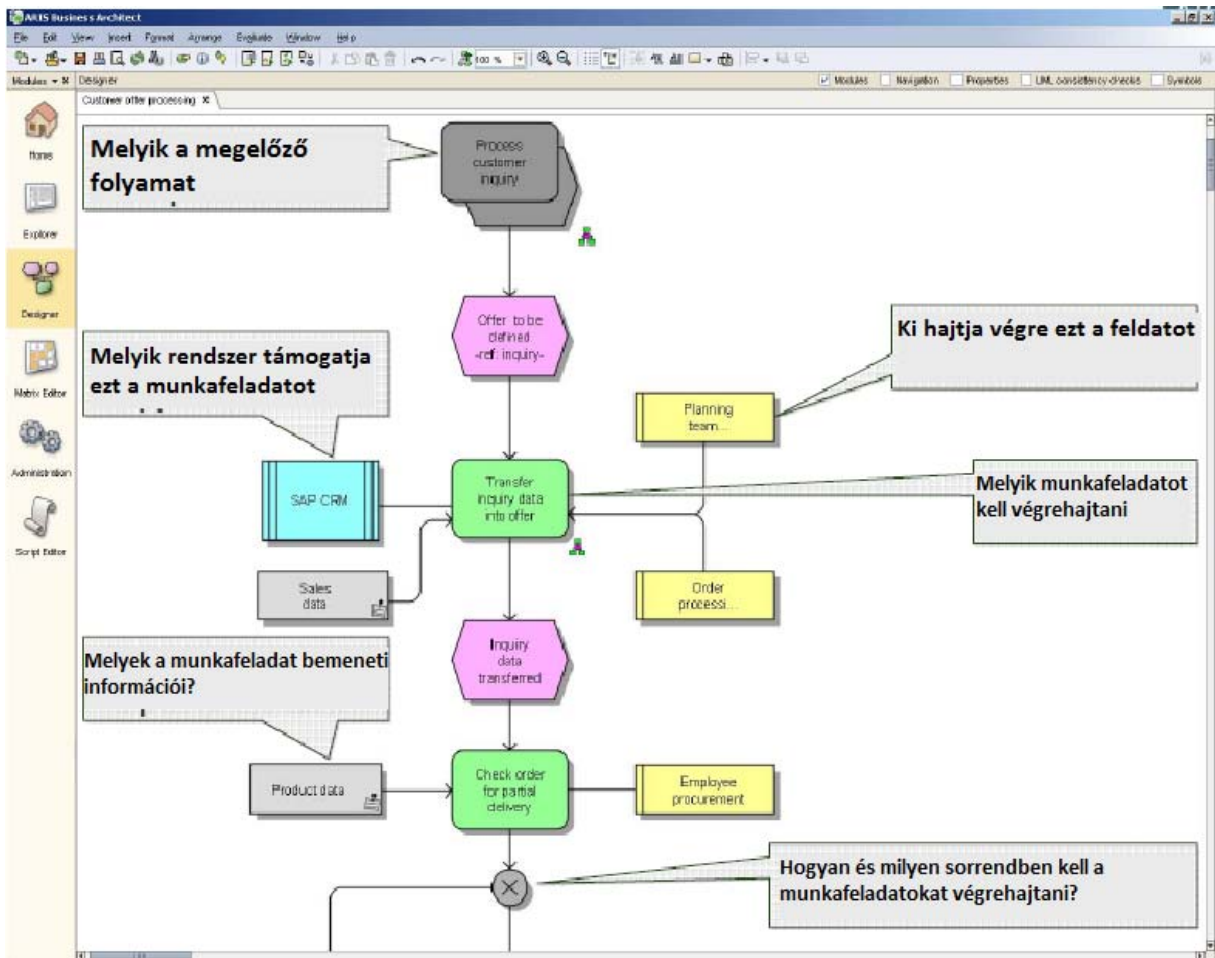 ARIS Business Architect
File Edit View Insert Format Arrange Evaluate Window Help
100 %
Modules Designer
Modules Navigation Properties UML consistency checks Symbols
Customer offer processing
Home
Explorer
Designer
Matrix Editor
Administration
Script Editor
Melyik a megelőző
folyamat
Process
customer
inquiry
Offer to be
defined
-ref: inquiry-
Ki hajtja végre ezt a feldatot
Melyik rendszer támogatja
ezt a munkafeladatot
Planning
team...
SAP CRM
Transfer
inquiry data
into offer
Melyik munkafeladatot
kell végrehajtani
Sales
data
Order
processi...
Inquiry
data
transferred
Melyek a munkafeladat bemeneti
információi?
Product data
Check order
for partial
delivery
Employee
procurement
Hogyan és milyen sorrendben kell a
munkafeladatokat végrehajtani?